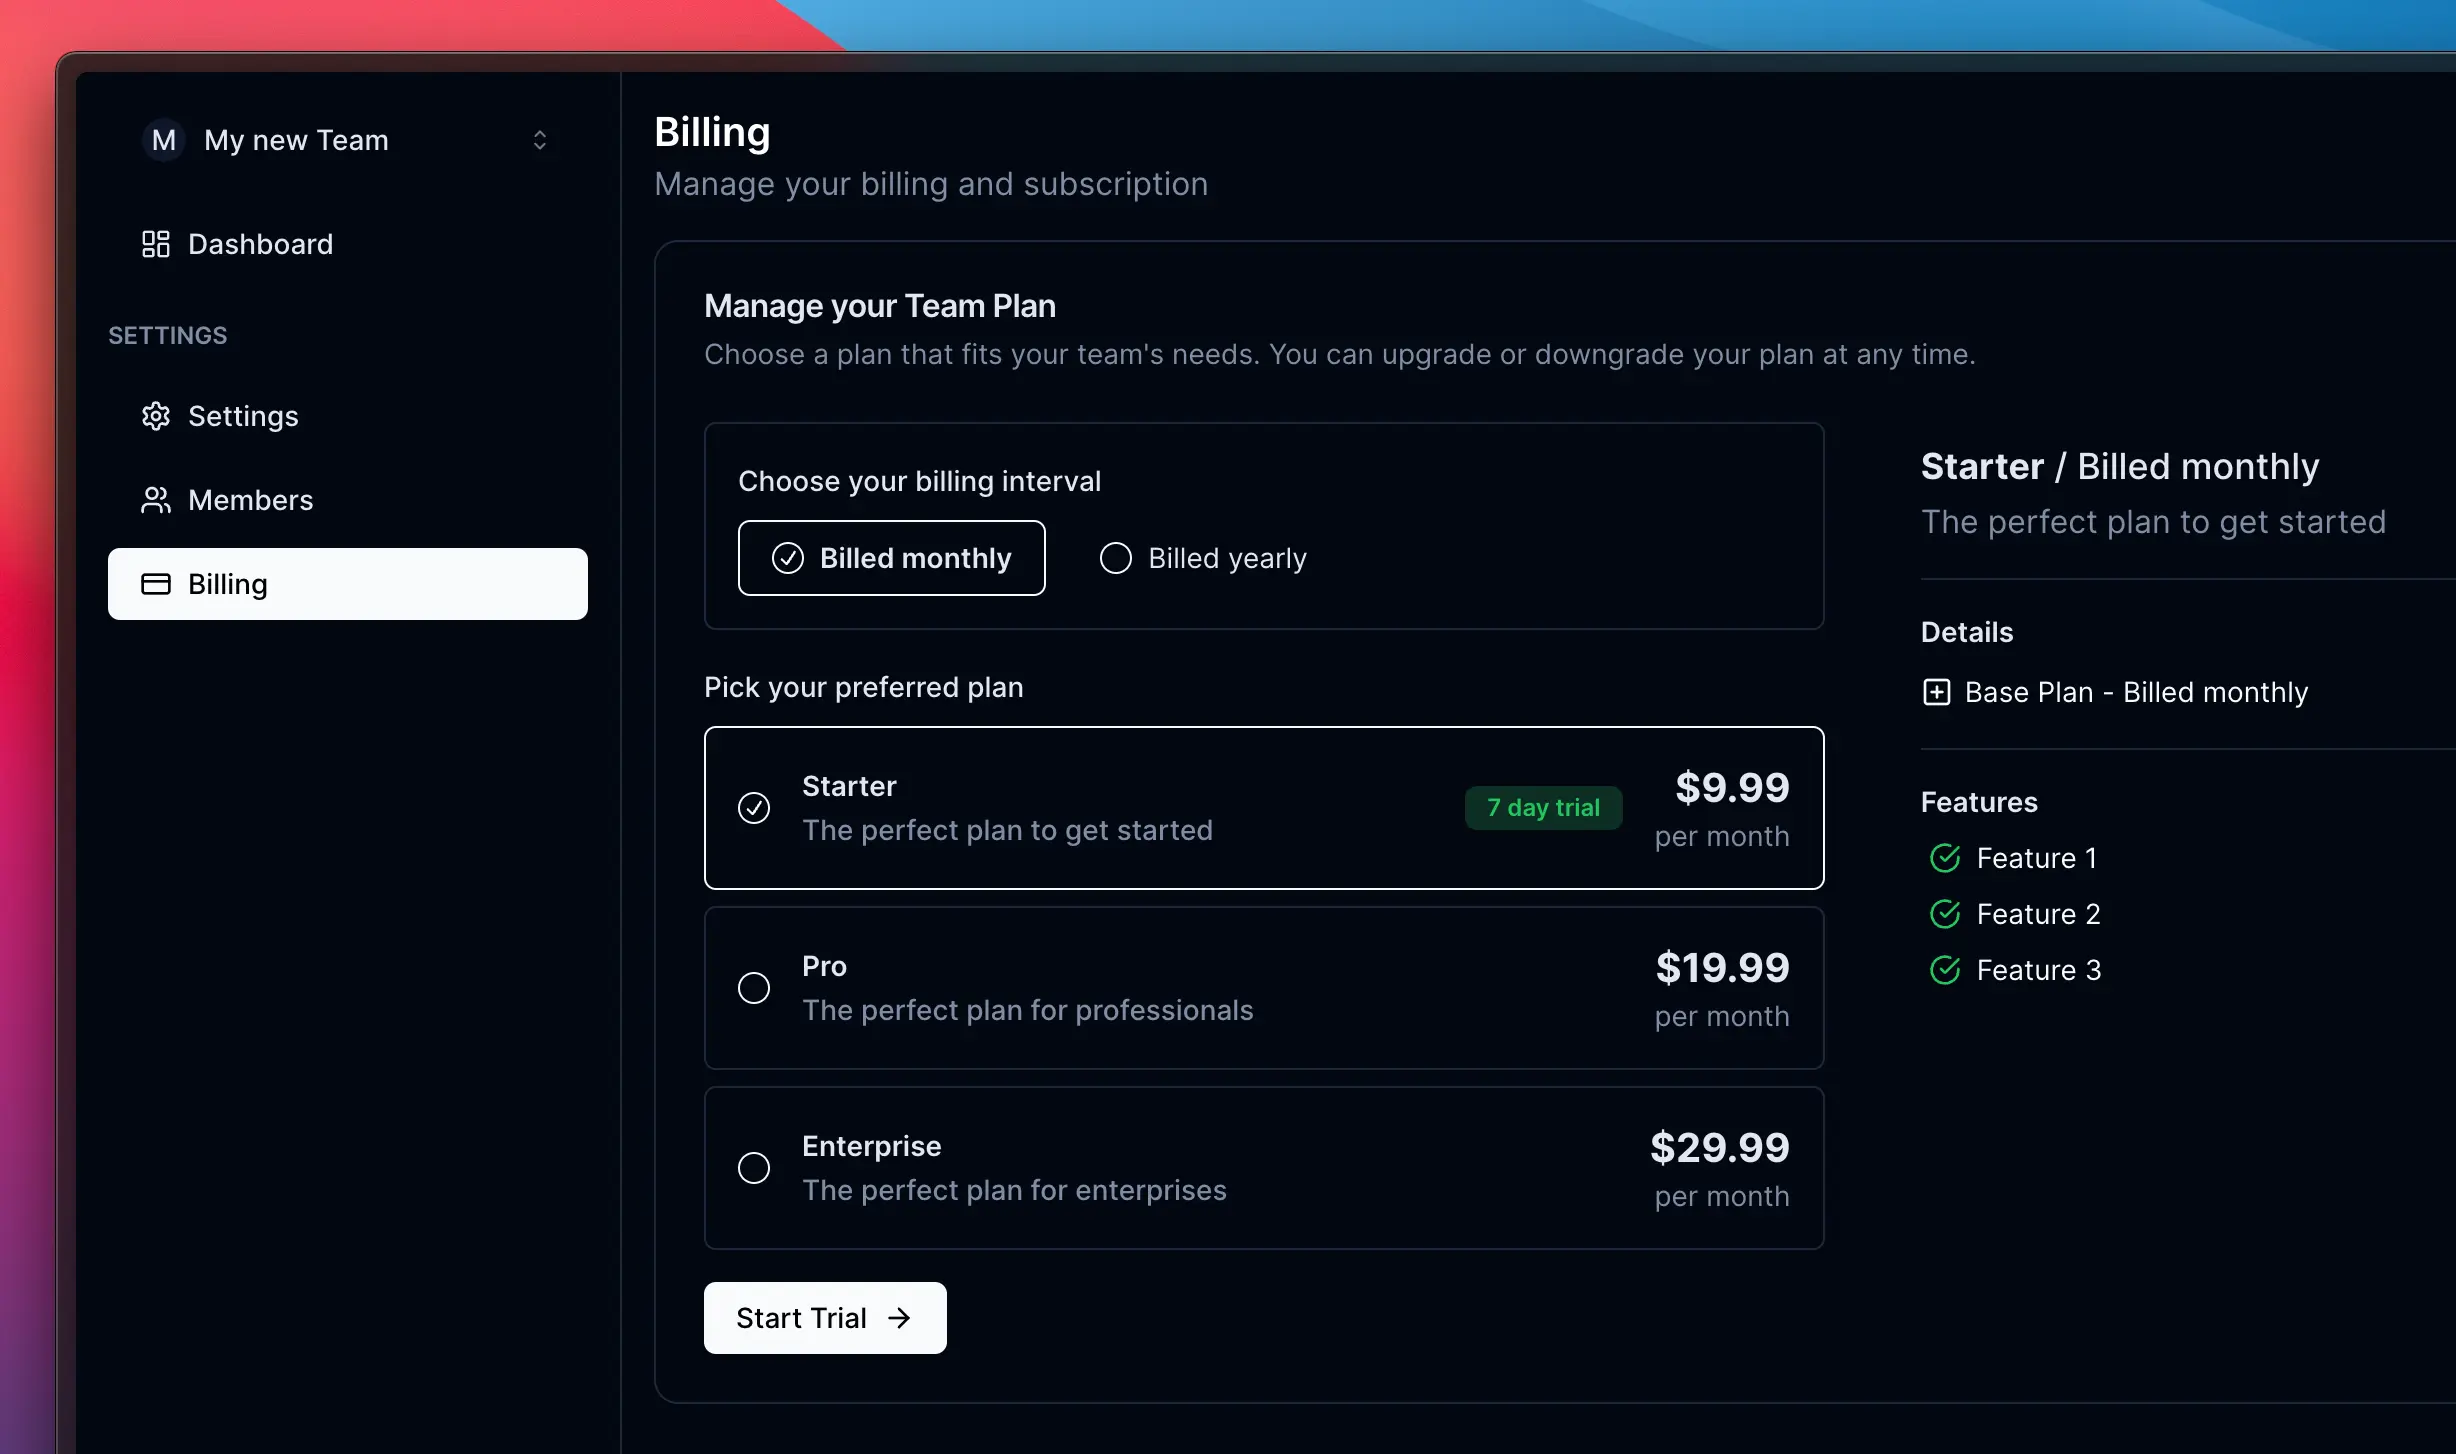 M My new Team
Dashboard
SETTINGS
Settings
Members
Billing
Billing
Manage your billing and subscription
Manage your Team Plan
Choose a plan that fits your team's needs. You can upgrade or downgrade your plan at any time.
Choose your billing interval
Billed monthly
Billed yearly
Pick your preferred plan
Starter
The perfect plan to get started
7 day trial
$9.99
per month
Pro
The perfect plan for professionals
$19.99
per month
Enterprise
The perfect plan for enterprises
$29.99
per month
Start Trial →
Starter / Billed monthly
The perfect plan to get started
Details
Base Plan - Billed monthly
Features
Feature 1
Feature 2
Feature 3